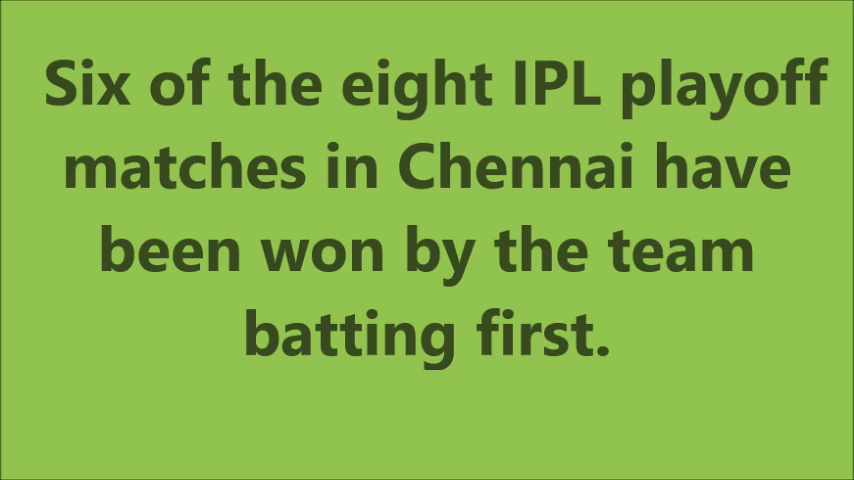 Six of the eight IPL playoff
matches in Chennai have
been won by the team
batting first.